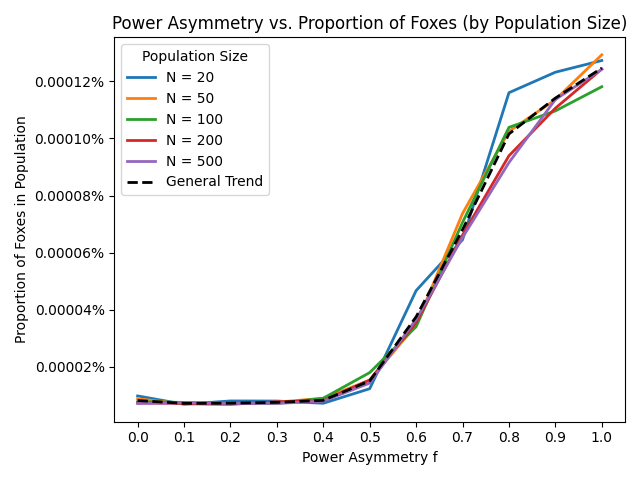 Power Asymmetry vs. Proportion of Foxes (by Population Size)
Population Size
N = 20
N = 50
N = 100
N = 200
N = 500
General Trend
Proportion of Foxes in Population
0.00012%
0.00010%
0.00008%
0.00006%
0.00004%
0.00002%
0.0 0.1 0.2 0.3 0.4 0.5 0.6 0.7 0.8 0.9 1.0
Power Asymmetry f